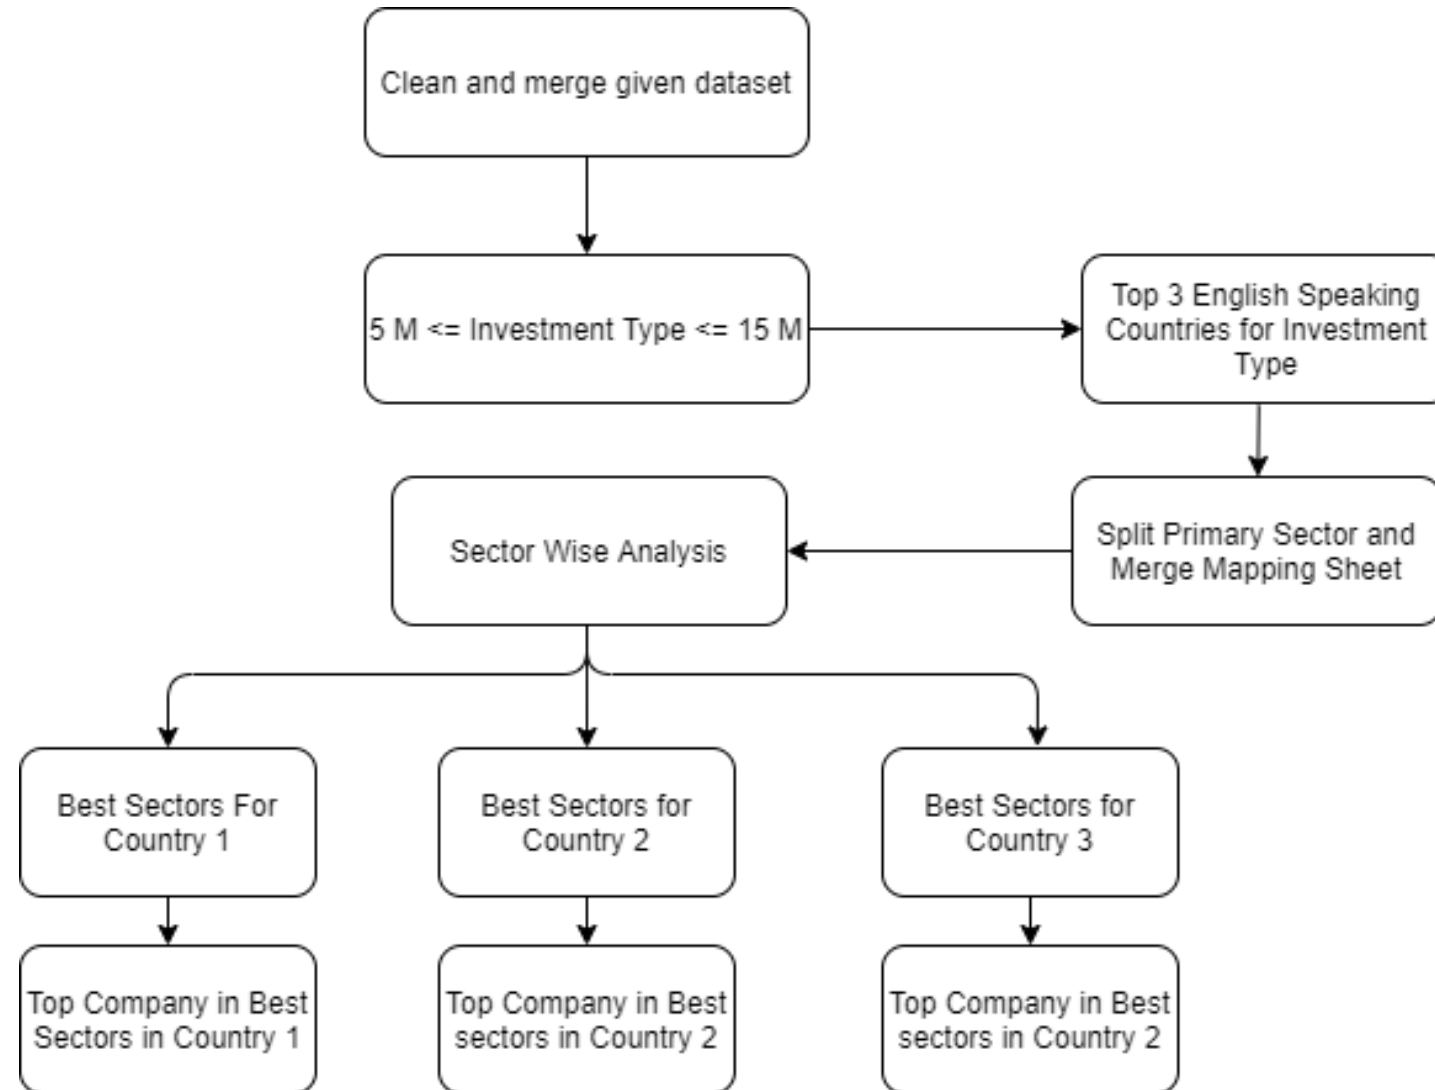 Clean and merge given dataset
5 M <= Investment Type <= 15 M
Top 3 English Speaking
Countries for Investment
Type
Split Primary Sector and
Merge Mapping Sheet
Sector Wise Analysis
Best Sectors For
Country 1
Best Sectors for
Country 2
Best Sectors for
Country 3
Top Company in Best
Sectors in Country 1
Top Company in Best
sectors in Country 2
Top Company in Best
sectors in Country 2